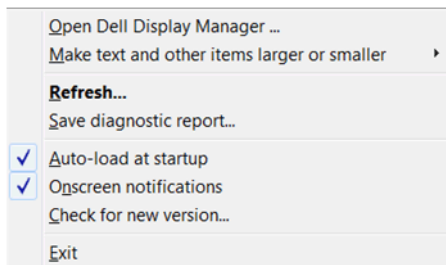 Open Dell Display Manager ...
Make text and other items larger or smaller
Refresh...
Save diagnostic report...
Auto-load at startup
Onscreen notifications
Check for new version...
Exit